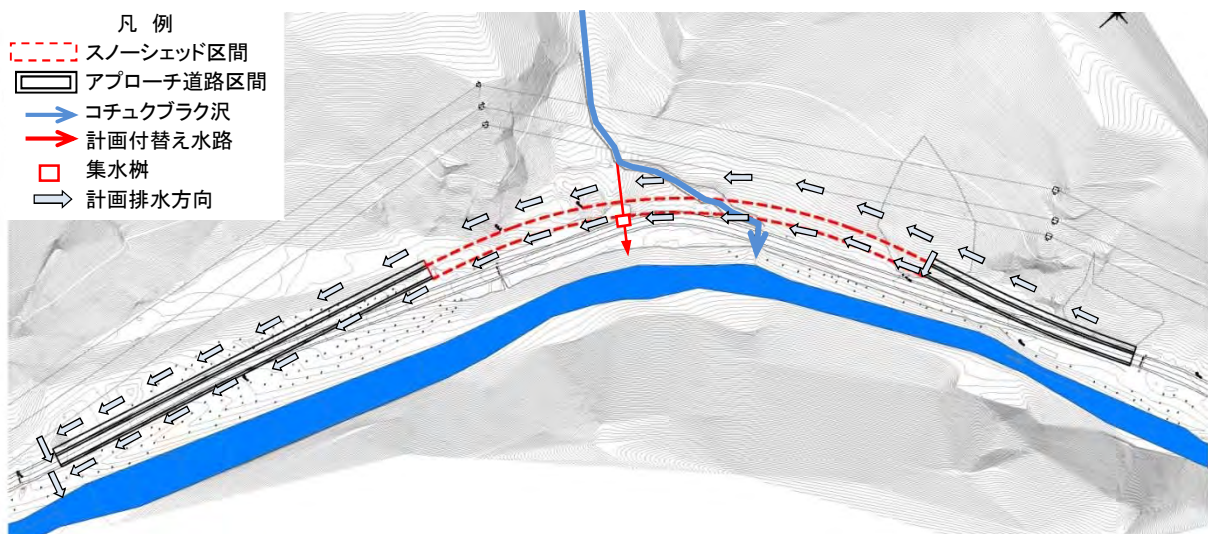 凡 例
スノーシェッド区間
アプローチ道路区間
コチュクブラク沢
計画付替え水路
集水桝
計画排水方向